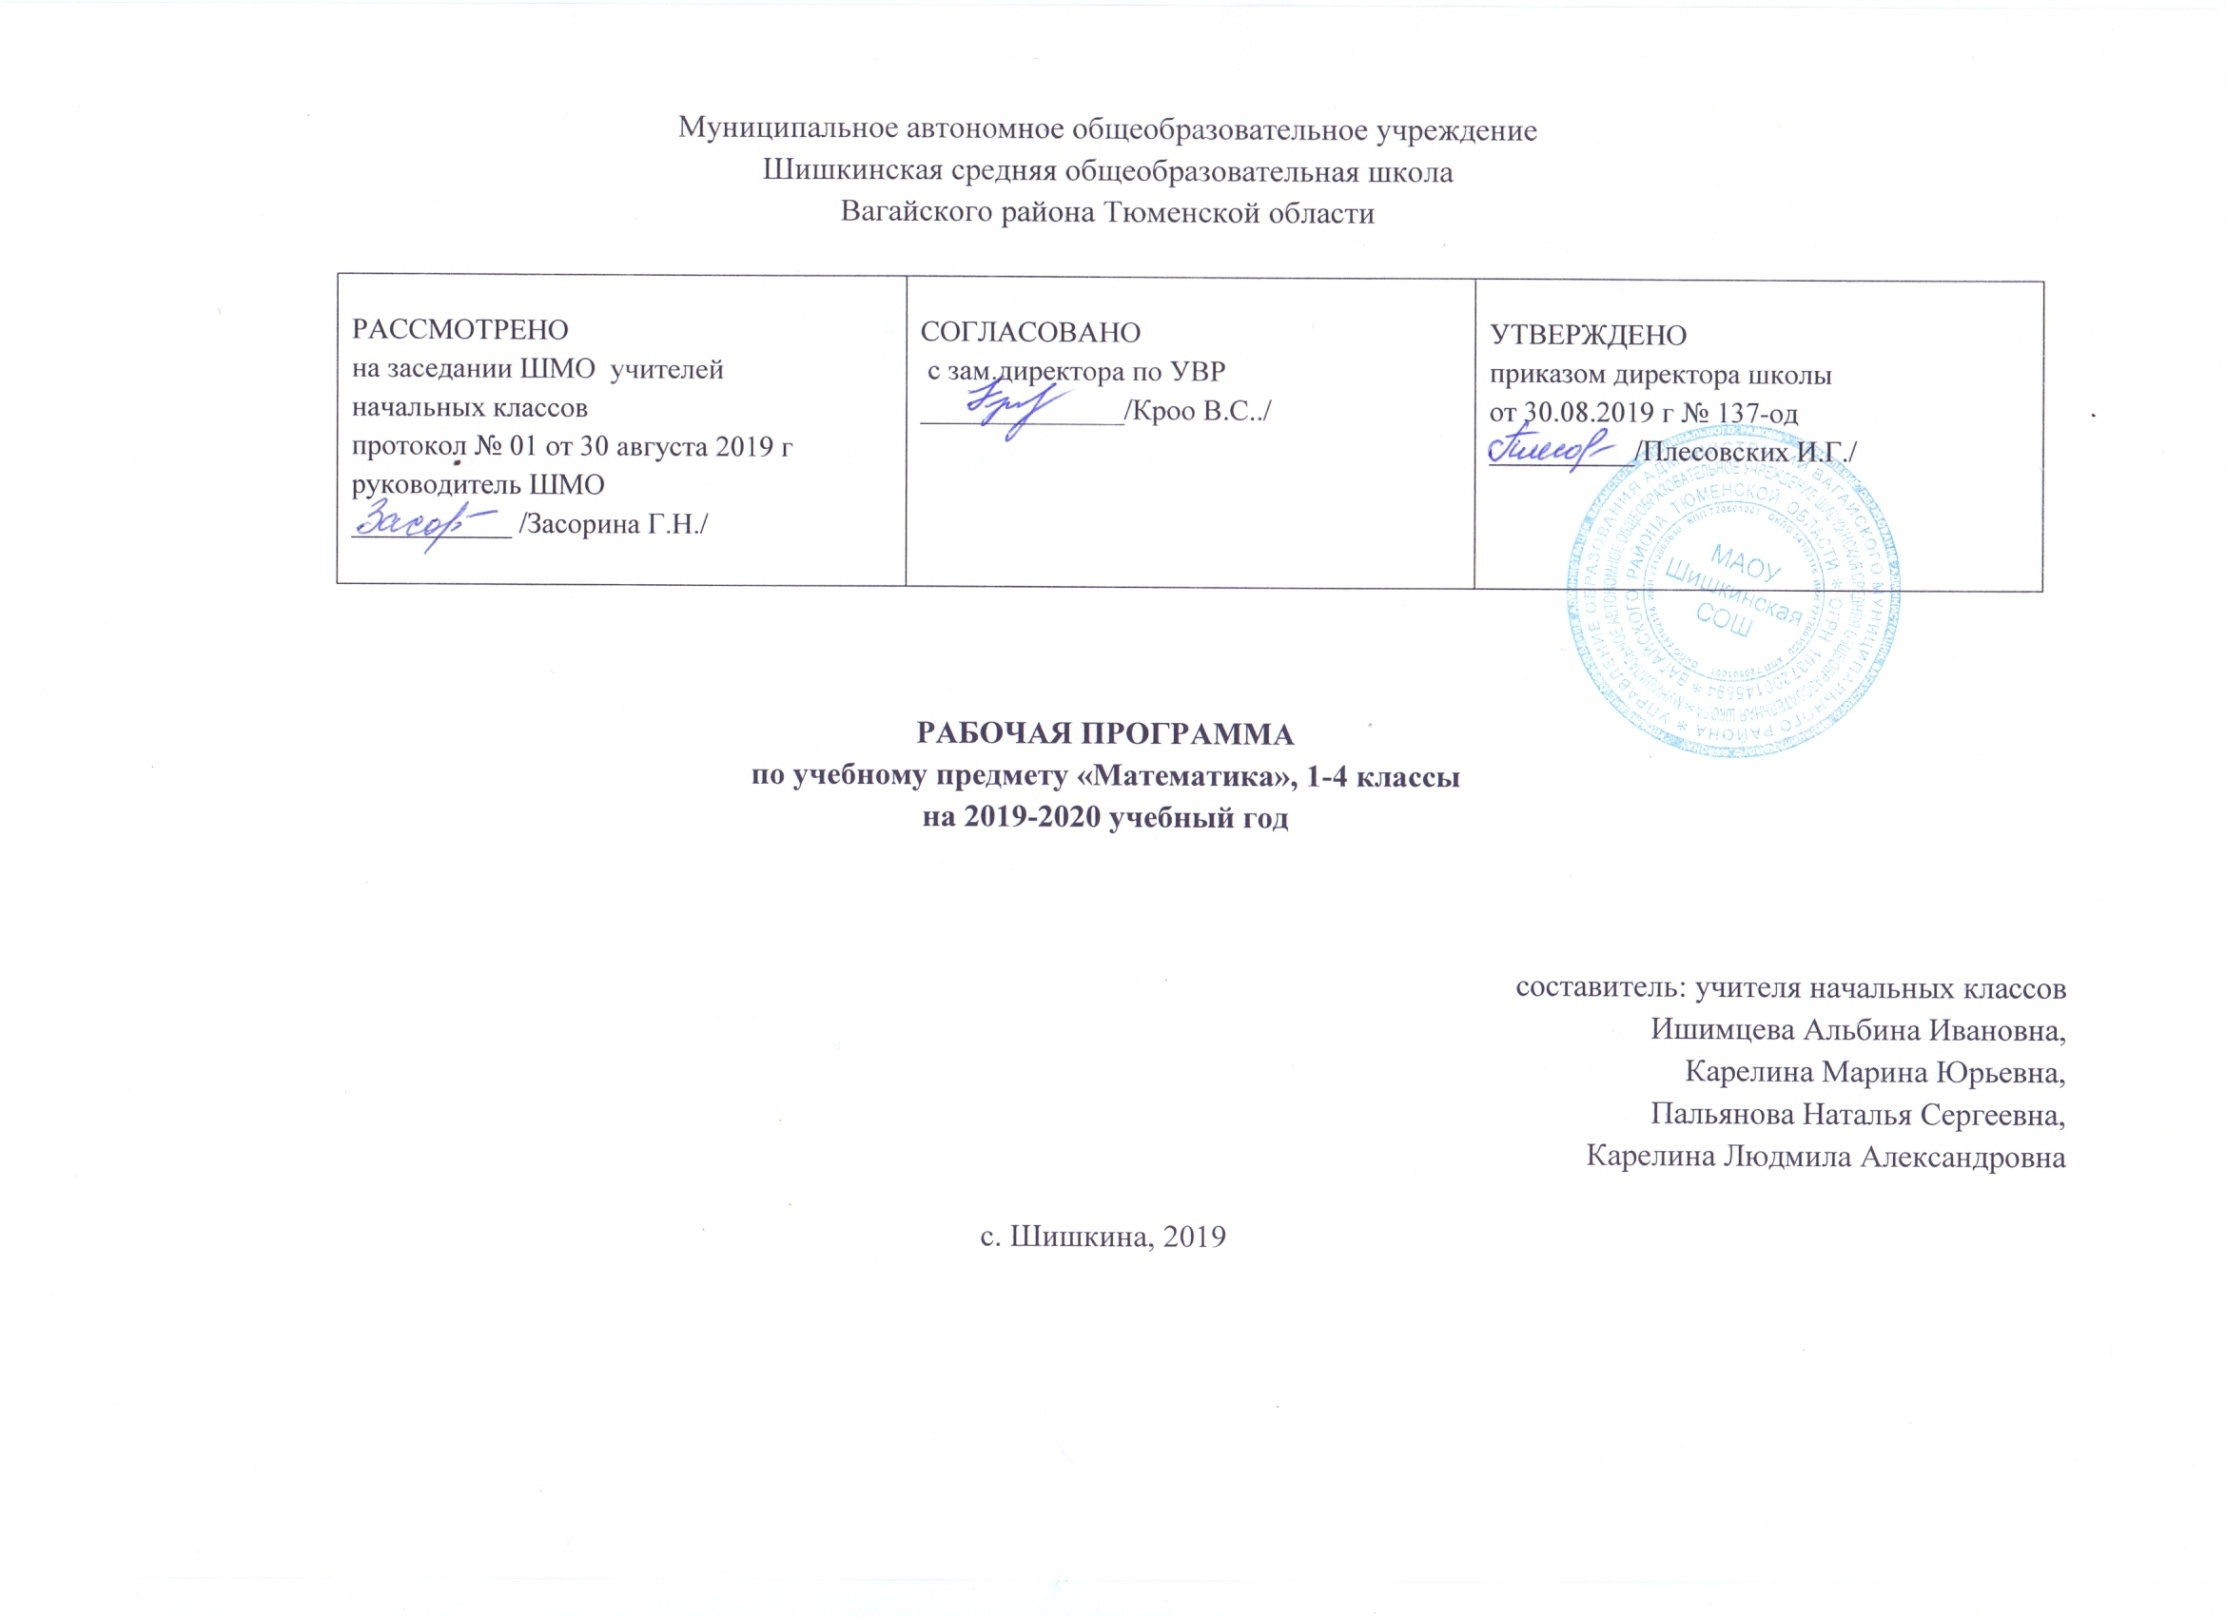 Муниципальное автономное общеобразовательное учреждение
Шишкинская средняя общеобразовательная школа
Вагайского района Тюменской области
РАССМОТРЕНО
на заседании ШМО учителей
начальных классов
протокол № 01 от 30 августа 2019 г
руководитель ШМО
Засор /Засорина Г.Н./
СОГЛАСОВАНО
с зам.директора по УВР
/Кроо В.С../
УТВЕРЖДЕНО
приказом директора школы
от 30.08.2019 г № 137-од
Плесов /Плесовских И.Г./
МАОУ
Шишкинская
СОШ
РАБОЧАЯ ПРОГРАММА
по учебному предмету «Математика», 1-4 классы
на 2019-2020 учебный год
составитель: учителя начальных классов
Ишимцева Альбина Ивановна,
Карелина Марина Юрьевна,
Пальянова Наталья Сергеевна,
Карелина Людмила Александровна
с. Шишкина, 2019